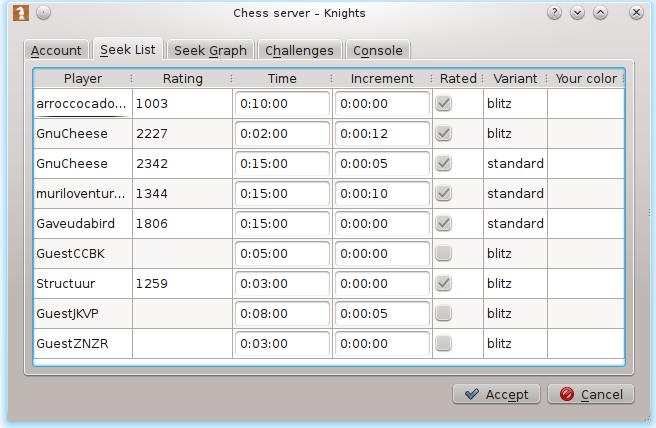 Chess server – Knights
Account Seek List Seek Graph Challenges Console
Player Rating Time Increment Rated Variant Your color
arroccocado... 1003 0:10:00 0:00:00 blitz
GnuCheese 2227 0:02:00 0:00:12 blitz
GnuCheese 2342 0:15:00 0:00:05 standard
muriloventur... 1344 0:15:00 0:00:10 standard
Gaveudabird 1806 0:15:00 0:00:00 standard
GuestCCBK 0:05:00 0:00:00 blitz
Structuur 1259 0:03:00 0:00:00 blitz
GuestJKVP 0:08:00 0:00:05 blitz
GuestZNZR 0:03:00 0:00:00 blitz
Accept Cancel